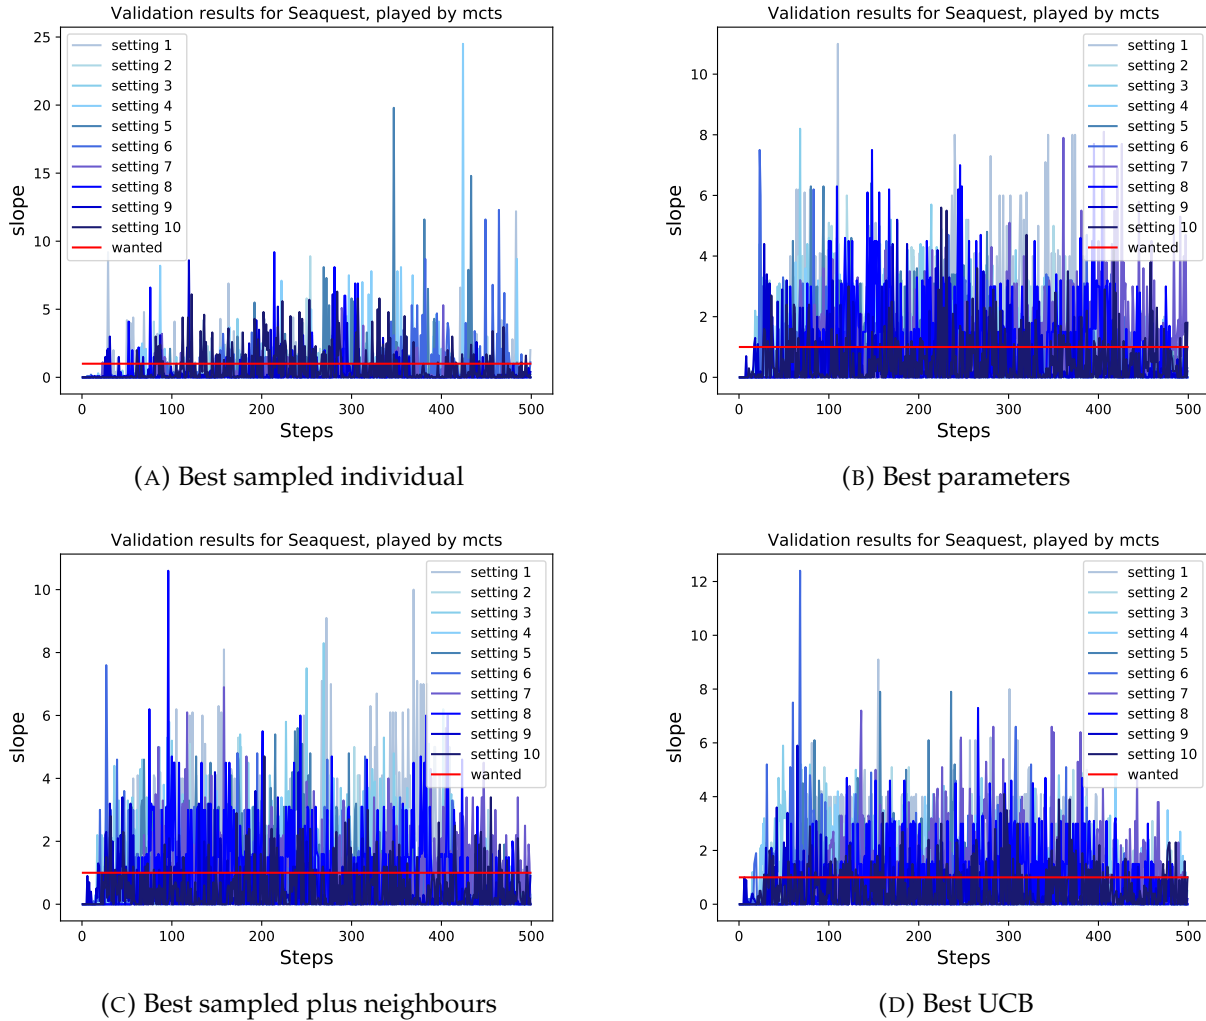 Validation results for Seaquest, played by mcts
slope
25
20
15
10
5
0
setting 1
setting 2
setting 3
setting 4
setting 5
setting 6
setting 7
setting 8
setting 9
setting 10
wanted
0 100 200 300 400 500
Steps
(A) Best sampled individual
Validation results for Seaquest, played by mcts
slope
10
8
6
4
2
0
setting 1
setting 2
setting 3
setting 4
setting 5
setting 6
setting 7
setting 8
setting 9
setting 10
wanted
0 100 200 300 400 500
Steps
(B) Best parameters
Validation results for Seaquest, played by mcts
slope
10
8
6
4
2
0
setting 1
setting 2
setting 3
setting 4
setting 5
setting 6
setting 7
setting 8
setting 9
setting 10
wanted
0 100 200 300 400 500
Steps
(C) Best sampled plus neighbours
Validation results for Seaquest, played by mcts
slope
12
10
8
6
4
2
0
setting 1
setting 2
setting 3
setting 4
setting 5
setting 6
setting 7
setting 8
setting 9
setting 10
wanted
0 100 200 300 400 500
Steps
(D) Best UCB